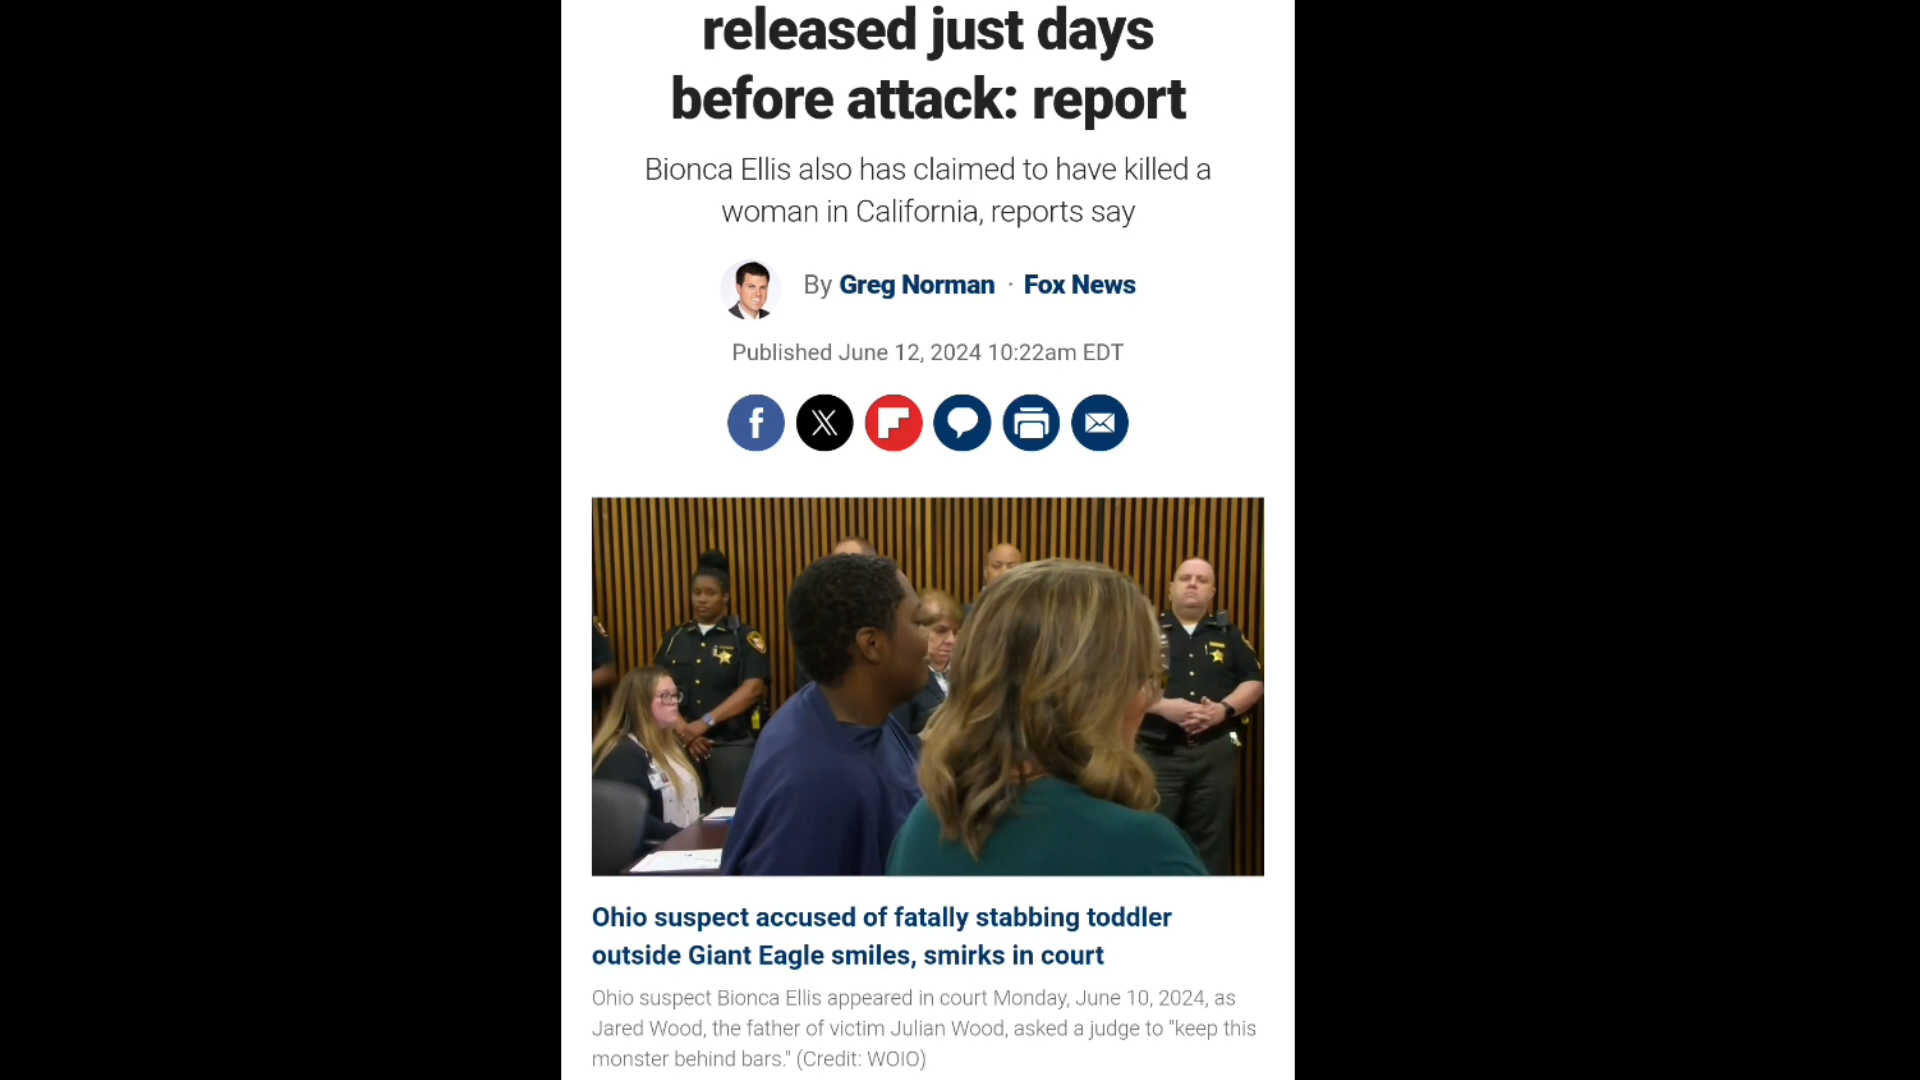 released just days
before attack: report
Bionca Ellis also has claimed to have killed a
woman in California, reports say
By Greg Norman · Fox News
Published June 12, 2024 10:22am EDT
Ohio suspect accused of fatally stabbing toddler
outside Giant Eagle smiles, smirks in court
Ohio suspect Bionca Ellis appeared in court Monday, June 10, 2024, as
Jared Wood, the father of victim Julian Wood, asked a judge to "keep this
monster behind bars." (Credit: WOIO)